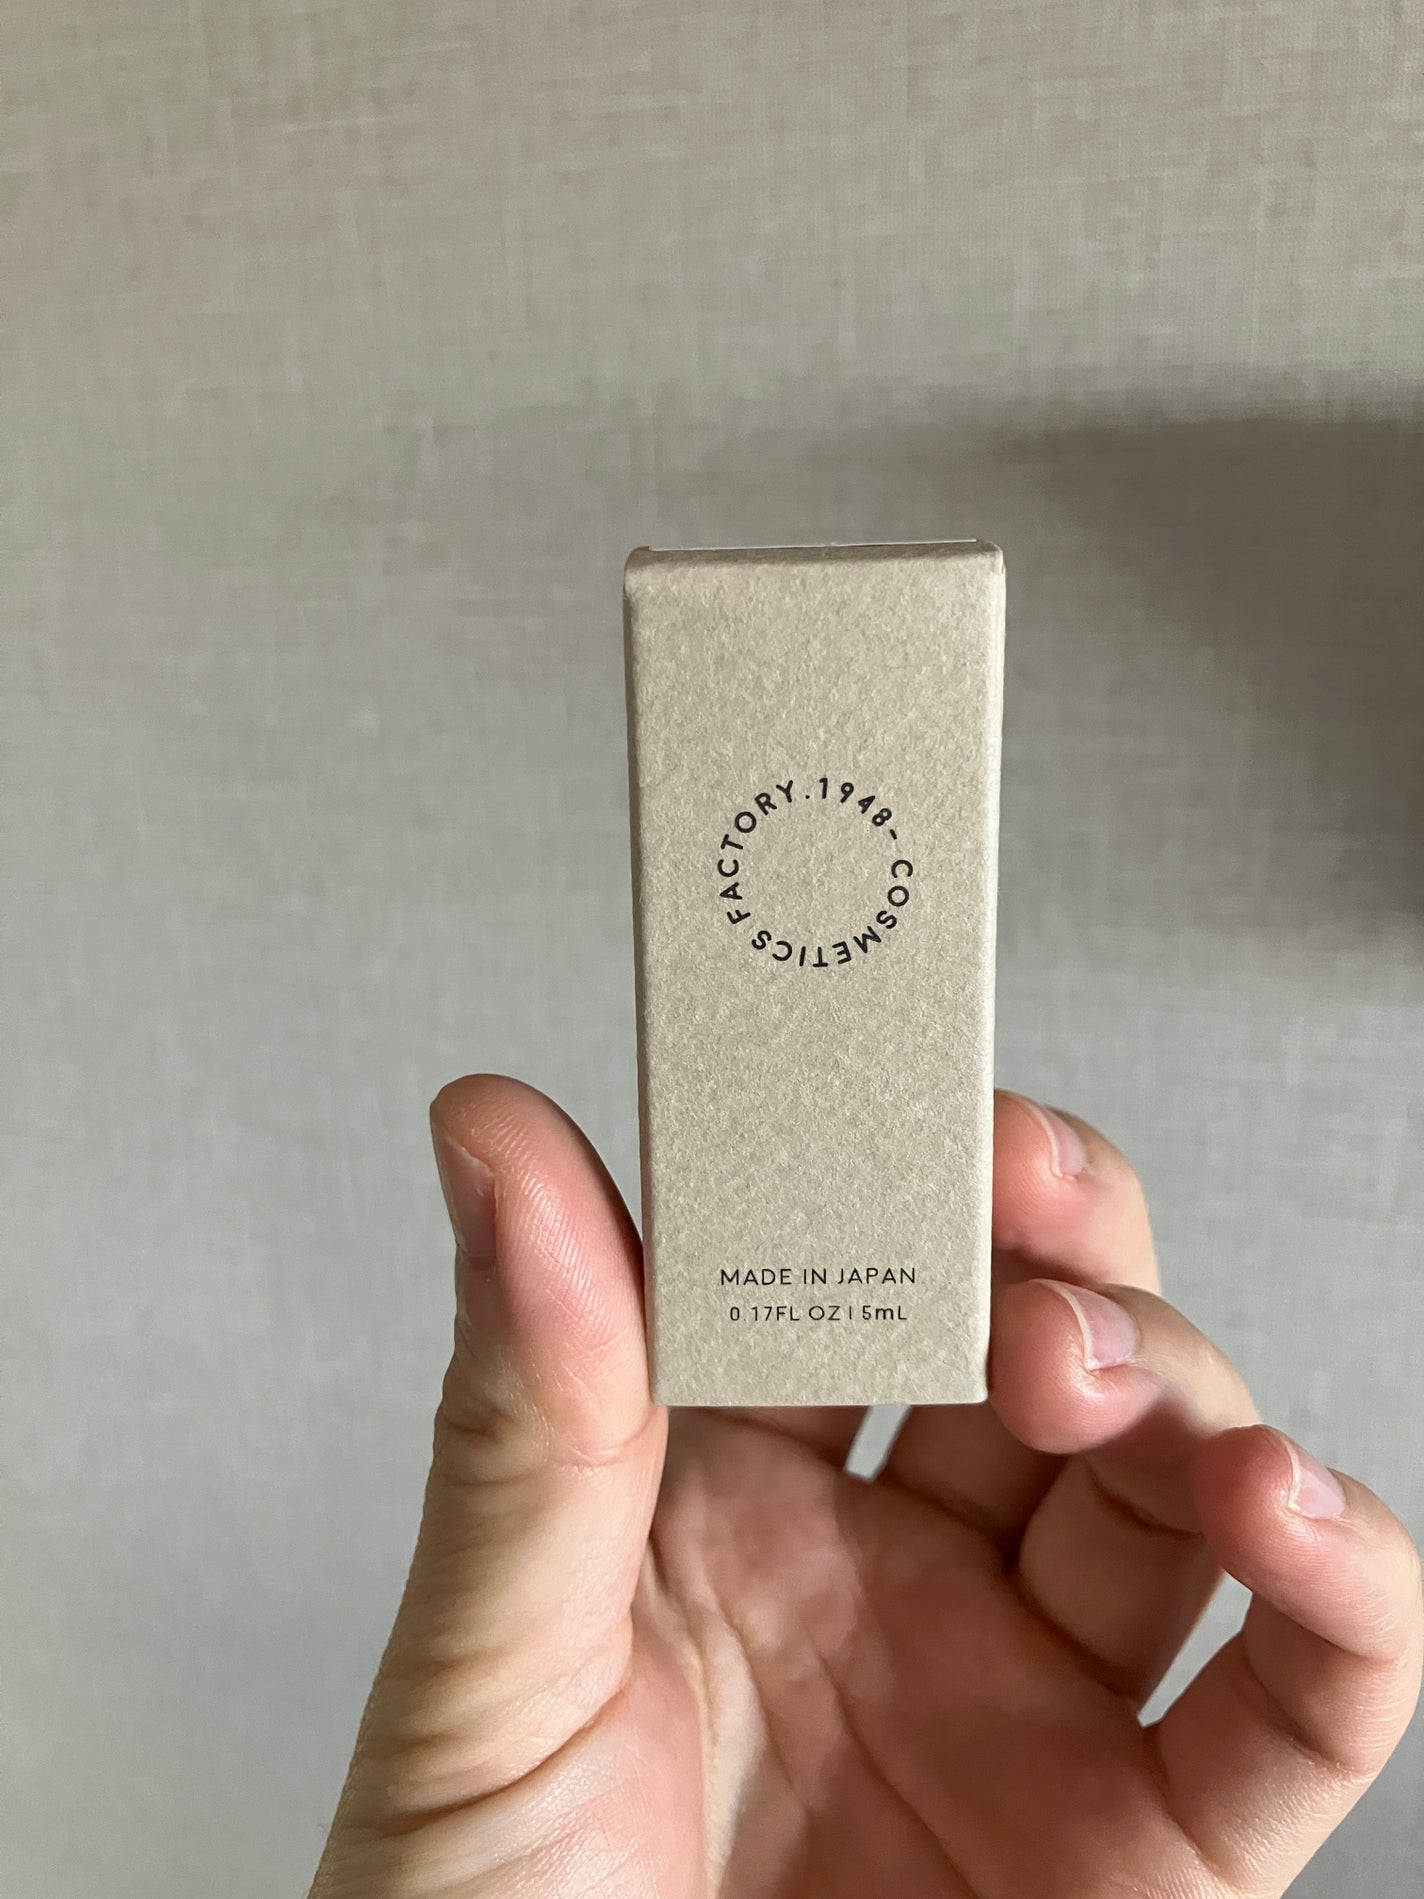 COSMETICS FACTORY.1948-
MADE IN JAPAN
0.17FL OZ | 5mL